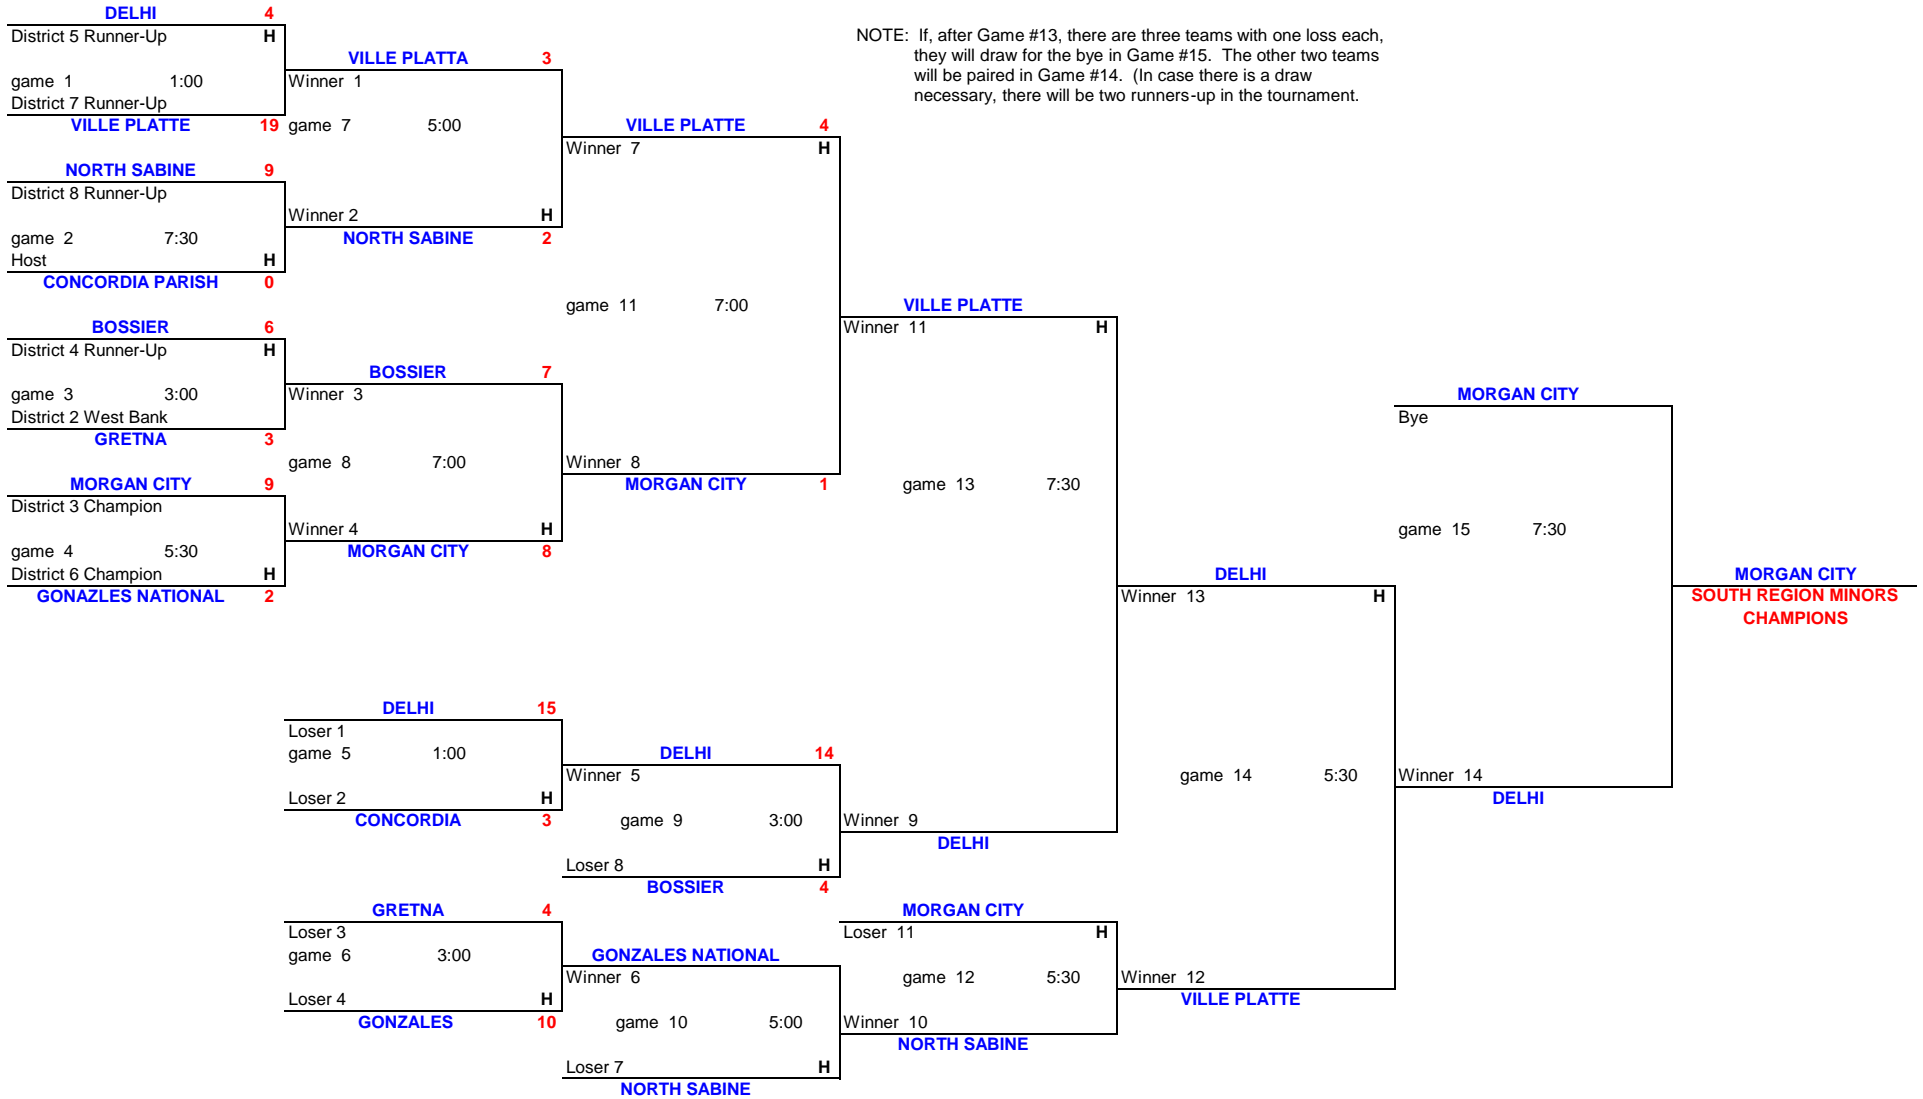 DELHI 4
District 5 Runner-Up H
game 1 1:00
District 7 Runner-Up
VILLE PLATTE 19
NORTH SABINE 9
District 8 Runner-Up
game 2 7:30
Host H
CONCORDIA PARISH 0
BOSSIER 6
District 4 Runner-Up H
game 3 3:00
District 2 West Bank
GRETNA 3
MORGAN CITY 9
District 3 Champion
game 4 5:30
District 6 Champion H
GONAZLES NATIONAL 2
VILLE PLATTA 3
Winner 1
game 7 5:00
Winner 2 H
NORTH SABINE 2
BOSSIER 7
Winner 3
game 8 7:00
Winner 4 H
MORGAN CITY 8
VILLE PLATTE 4
Winner 7 H
game 11 7:00
Winner 8
MORGAN CITY 1
NOTE: If, after Game #13, there are three teams with one loss each,
they will draw for the bye in Game #15. The other two teams
will be paired in Game #14. (In case there is a draw
necessary, there will be two runners-up in the tournament.
VILLE PLATTE
Winner 11 H
game 13 7:30
Winner 9
DELHI
DELHI 15
Loser 1
game 5 1:00
Loser 2 H
CONCORDIA 3
DELHI 14
Winner 5
game 9 3:00
Loser 8 H
BOSSIER 4
GRETNA 4
Loser 3
game 6 3:00
Loser 4 H
GONZALES 10
GONZALES NATIONAL
Winner 6
game 10 5:00
Loser 7 H
NORTH SABINE
MORGAN CITY
Loser 11 H
game 12 5:30
Winner 10
NORTH SABINE
DELHI
Winner 13 H
game 14 5:30
Winner 12
VILLE PLATTE
MORGAN CITY
Bye
game 15 7:30
Winner 14
DELHI
MORGAN CITY
SOUTH REGION MINORS
CHAMPIONS